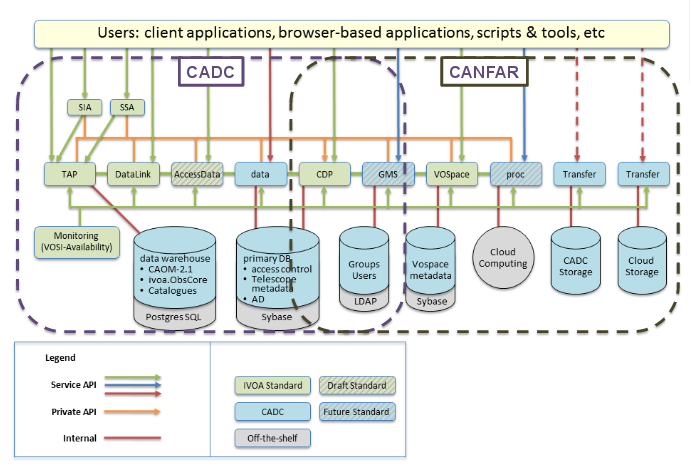 Users: client applications, browser-based applications, scripts & tools, etc
CADC
CANFAR
SIA
SSA
TAP
DataLink
AccessData
data
CDP
GMS
VOSpace
proc
Transfer
Transfer
Monitoring
(VOSI-Availability)
data warehouse
• CAOM-2.1
• ivoa.ObsCore
• Catalogues
Postgres SQL
primary DB
• access control
• Telescope
metadata
• AD
Sybase
Groups
Users
LDAP
Vospace
metadata
Sybase
Cloud
Computing
CADC
Storage
Cloud
Storage
Legend
Service API
Private API
Internal
IVOA Standard
Draft Standard
CADC
Future Standard
Off-the-shelf